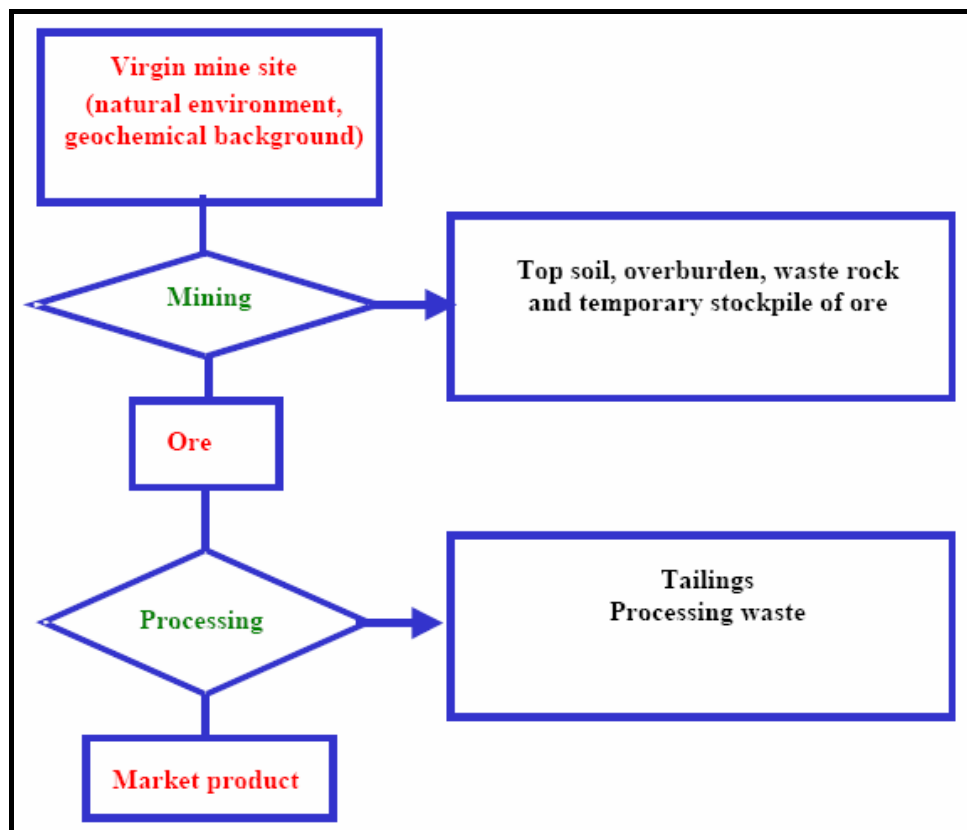 Virgin mine site
(natural environment,
geochemical background)
Mining
Top soil, overburden, waste rock
and temporary stockpile of ore
Ore
Processing
Tailings
Processing waste
Market product